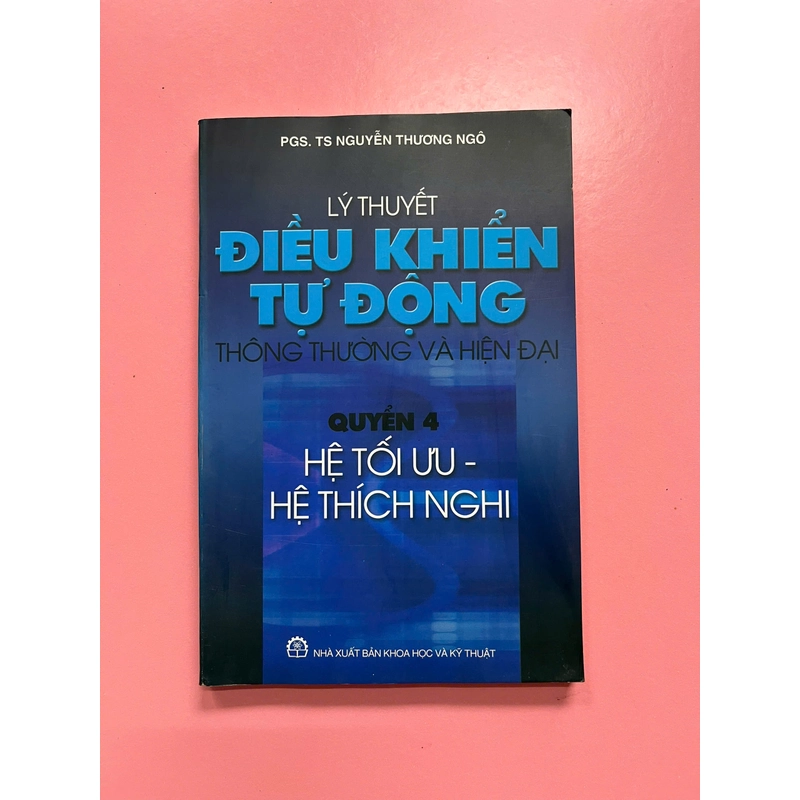 PGS. TS NGUYỄN THƯƠNG NGÔ
LÝ THUYẾT
ĐIỀU KHIỂN
TỰ ĐỘNG
THÔNG THƯỜNG VÀ HIỆN ĐẠI
QUYỂN 4
HỆ TỐI ƯU -
HỆ THÍCH NGHI
NHÀ XUẤT BẢN KHOA HỌC VÀ KỸ THUẬT